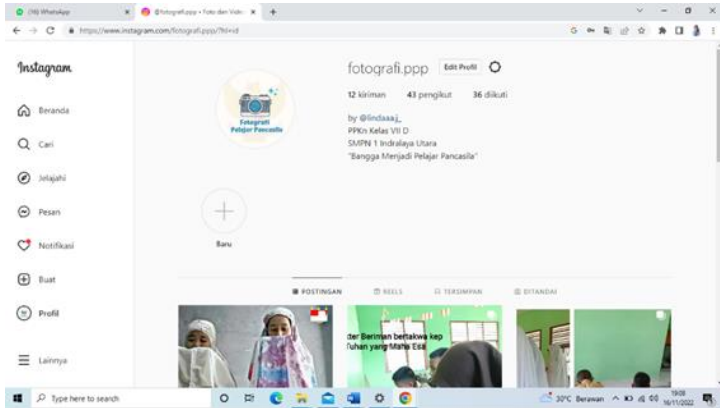 (16) WhatsApp
@fotografi.ppp • Foto dan Vide
https://www.instagram.com/fotografi.ppp/?hl=id
Instagram
Beranda
Cari
Jelajahi
Pesan
Notifikasi
Buat
Profil
Lainnya
Fotografi
Pelajar Pancasila
fotografi.ppp
Edit Profil
12 kiriman 43 pengikut 36 diikuti
by @lindaaa.j_
PPKn Kelas VII D
SMPN 1 Indralaya Utara
"Bangga Menjadi Pelajar Pancasila"
Baru
POSTINGAN
REELS
TERSIMPAN
DITANDAI
ter Beriman bertakwa kep
Tuhan yang Maha Esa
Type here to search
30°C Berawan
19:08
16/11/2022